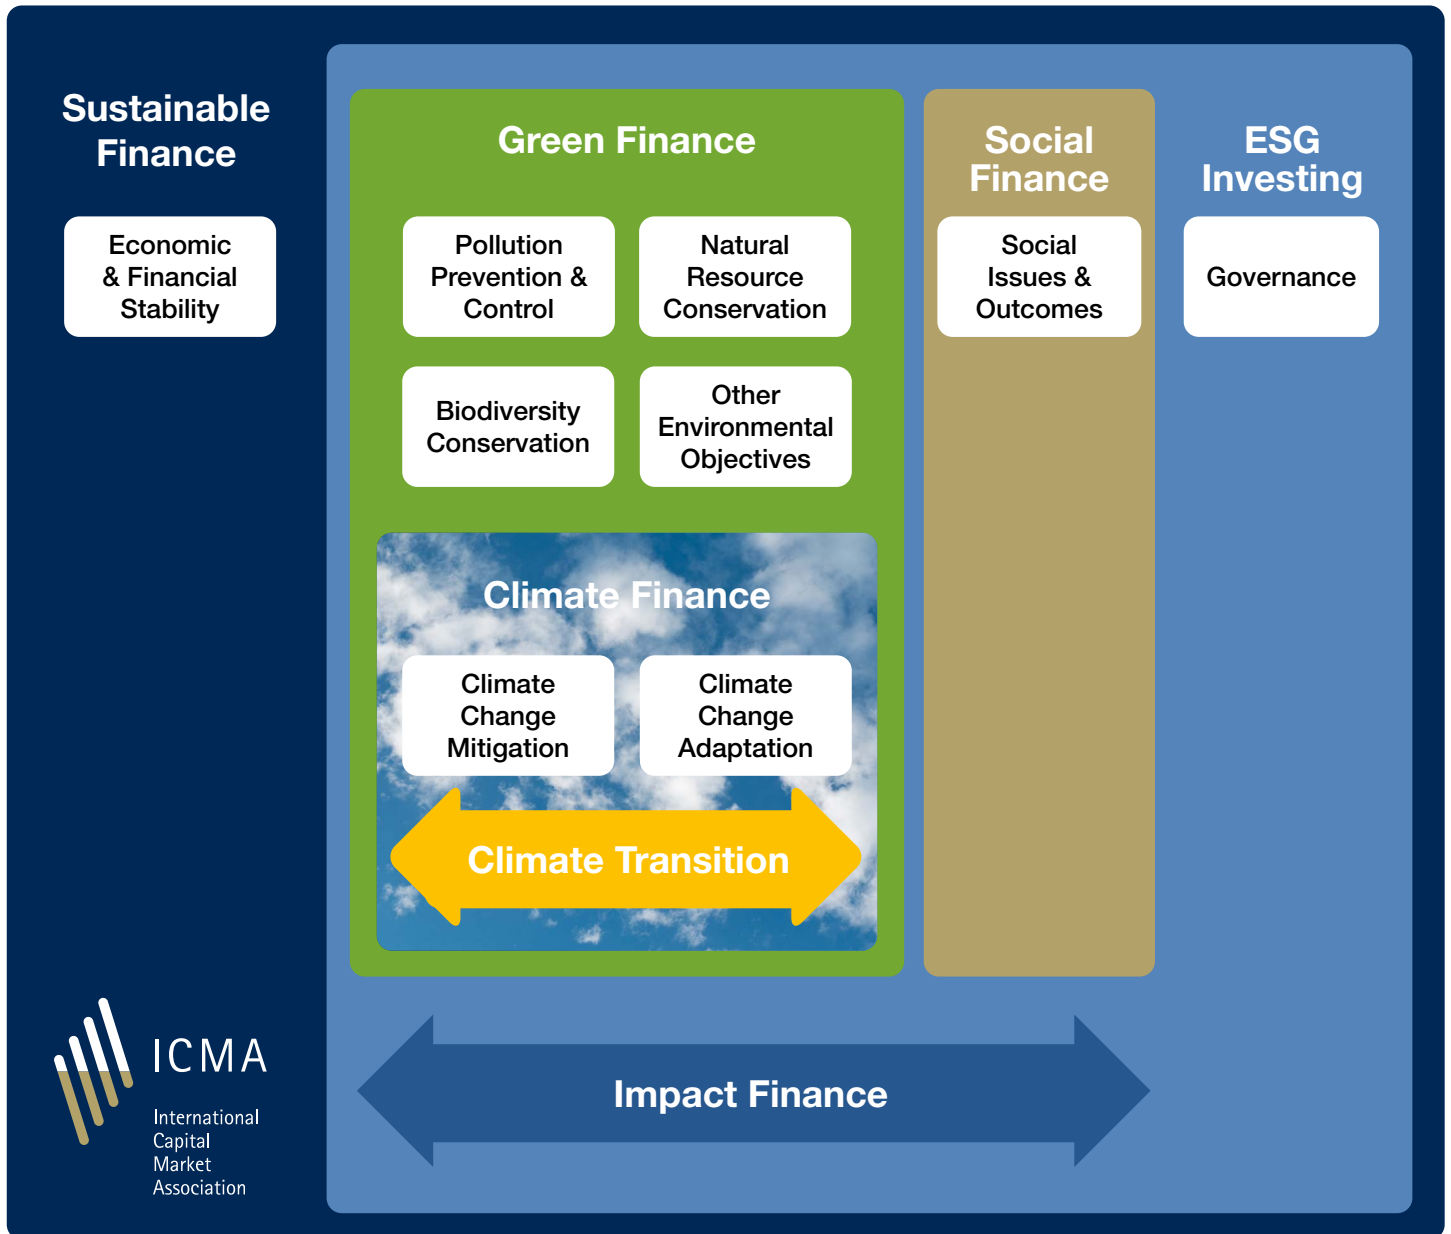 Sustainable
Finance
Economic
& Financial
Stability
Green Finance
Pollution
Prevention &
Control
Natural
Resource
Conservation
Biodiversity
Conservation
Other
Environmental
Objectives
Climate Finance
Climate
Change
Mitigation
Climate
Change
Adaptation
Climate Transition
Social
Finance
Social
Issues &
Outcomes
ESG
Investing
Governance
Impact Finance
ICMA
International
Capital
Market
Association